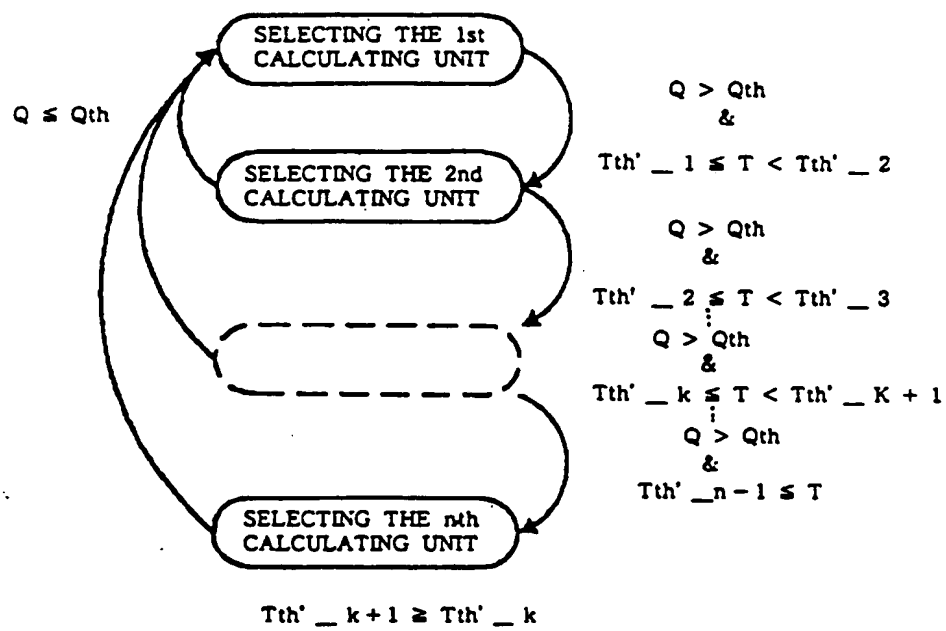 SELECTING THE 1st
CALCULATING UNIT
Q ≦ Qth
Q > Qth
&
Tth' _ 1 ≦ T < Tth' _ 2
SELECTING THE 2nd
CALCULATING UNIT
Q > Qth
&
Tth' _ 2 ≦ T < Tth' _ 3
Q > Qth
&
Tth' _ k ≦ T < Tth' _ K + 1
Q > Qth
&
Tth' _n - 1 ≦ T
SELECTING THE nth
CALCULATING UNIT
Tth' _ k + 1 ≧ Tth' _ k